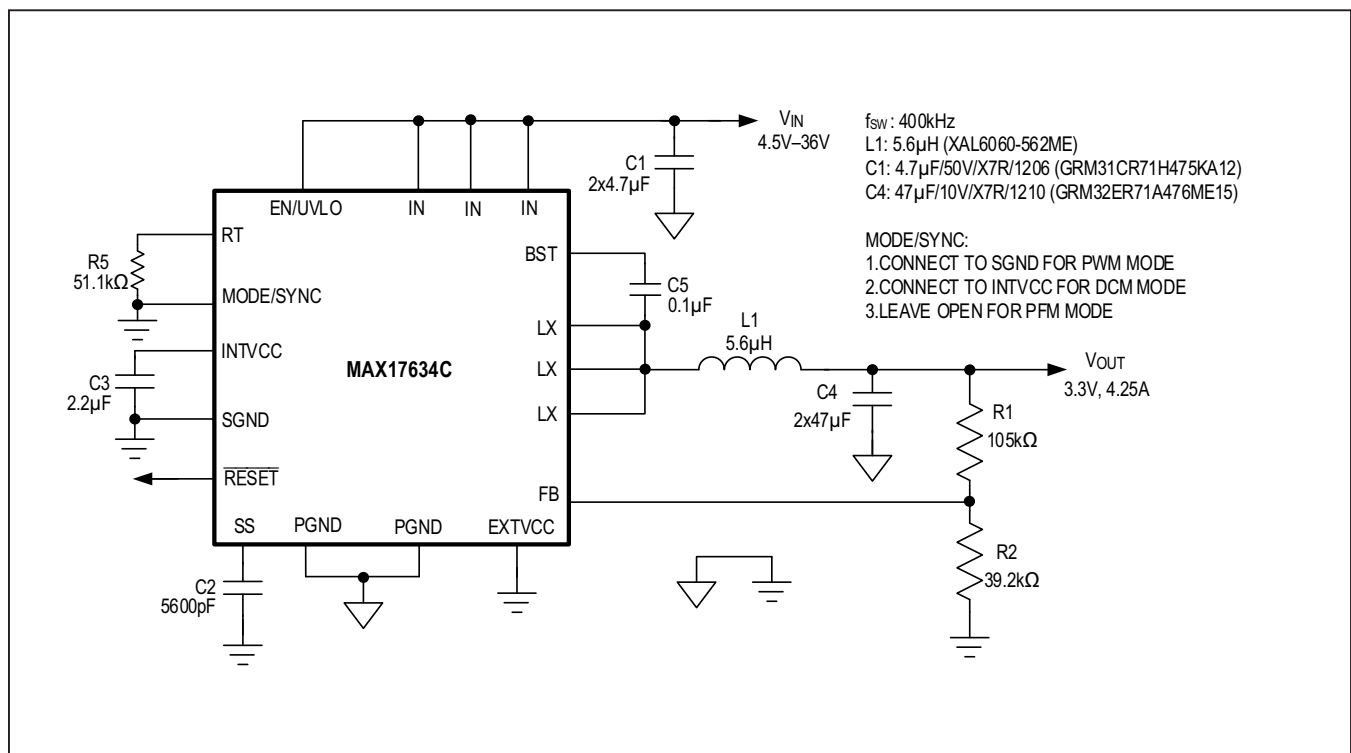 VIN
4.5V–36V
fSW : 400kHz
L1: 5.6µH (XAL6060-562ME)
C1: 4.7µF/50V/X7R/1206 (GRM31CR71H475KA12)
C4: 47µF/10V/X7R/1210 (GRM32ER71A476ME15)
MODE/SYNC:
1.CONNECT TO SGND FOR PWM MODE
2.CONNECT TO INTVCC FOR DCM MODE
3.LEAVE OPEN FOR PFM MODE
C1
2x4.7µF
EN/UVLO
IN
IN
IN
RT
R5
51.1kΩ
MODE/SYNC
INTVCC
C3
2.2µF
SGND
RESET
SS
C2
5600pF
PGND
PGND
EXTVCC
MAX17634C
BST
C5
0.1µF
LX
LX
LX
L1
5.6µH
C4
2x47µF
VOUT
3.3V, 4.25A
R1
105kΩ
FB
R2
39.2kΩ